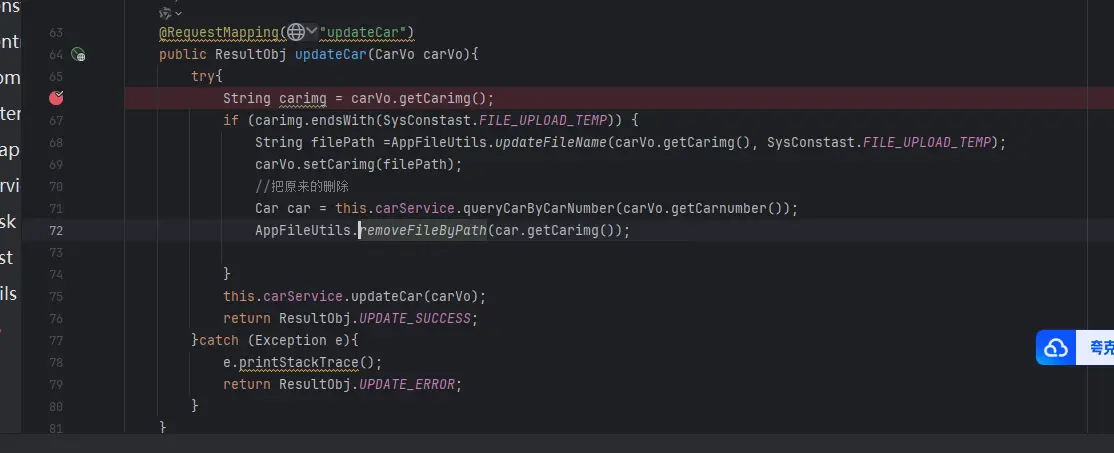 enst
63 @RequestMapping("updateCar")
entr
64 public ResultObj updateCar(CarVo carVo){
om
65 try{
String carimg = carVo.getCarimg();
ter
67 if (carimg.endsWith(SysConstast.FILE_UPLOAD_TEMP)) {
68 String filePath =AppFileUtils.updateFileName(carVo.getCarimg(), SysConstast.FILE_UPLOAD_TEMP);
ap
69 carVo.setCarimg(filePath);
rvi
70 //把原来的删除
71 Car car = this.carService.queryCarByCarNumber(carVo.getCarnumber());
sk
72 AppFileUtils.removeFileByPath(car.getCarimg());
st
73
74 }
ils
75 this.carService.updateCar(carVo);
76 return ResultObj.UPDATE_SUCCESS;
77 }catch (Exception e){
夸克
78 e.printStackTrace();
79 return ResultObj.UPDATE_ERROR;
80 }
81 }